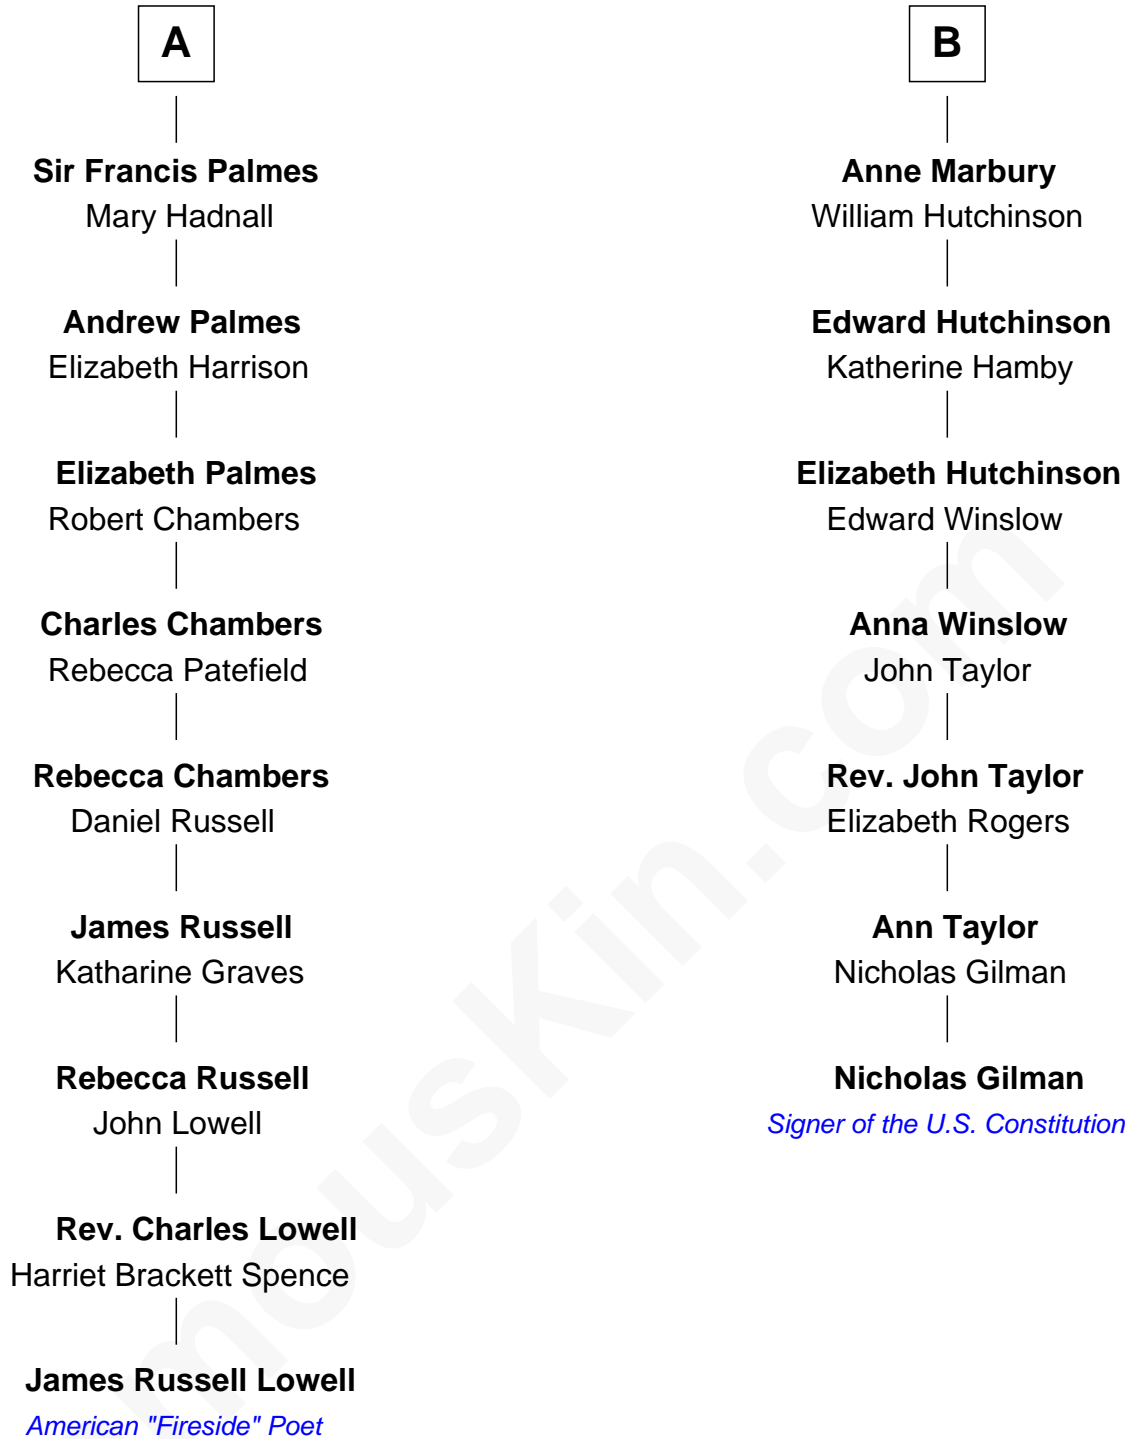 A
Sir Francis Palmes
Mary Hadnall
Andrew Palmes
Elizabeth Harrison
Elizabeth Palmes
Robert Chambers
Charles Chambers
Rebecca Patefield
Rebecca Chambers
Daniel Russell
James Russell
Katharine Graves
Rebecca Russell
John Lowell
Rev. Charles Lowell
Harriet Brackett Spence
James Russell Lowell
American "Fireside" Poet
B
Anne Marbury
William Hutchinson
Edward Hutchinson
Katherine Hamby
Elizabeth Hutchinson
Edward Winslow
Anna Winslow
John Taylor
Rev. John Taylor
Elizabeth Rogers
Ann Taylor
Nicholas Gilman
Nicholas Gilman
Signer of the U.S. Constitution
mousKin.com